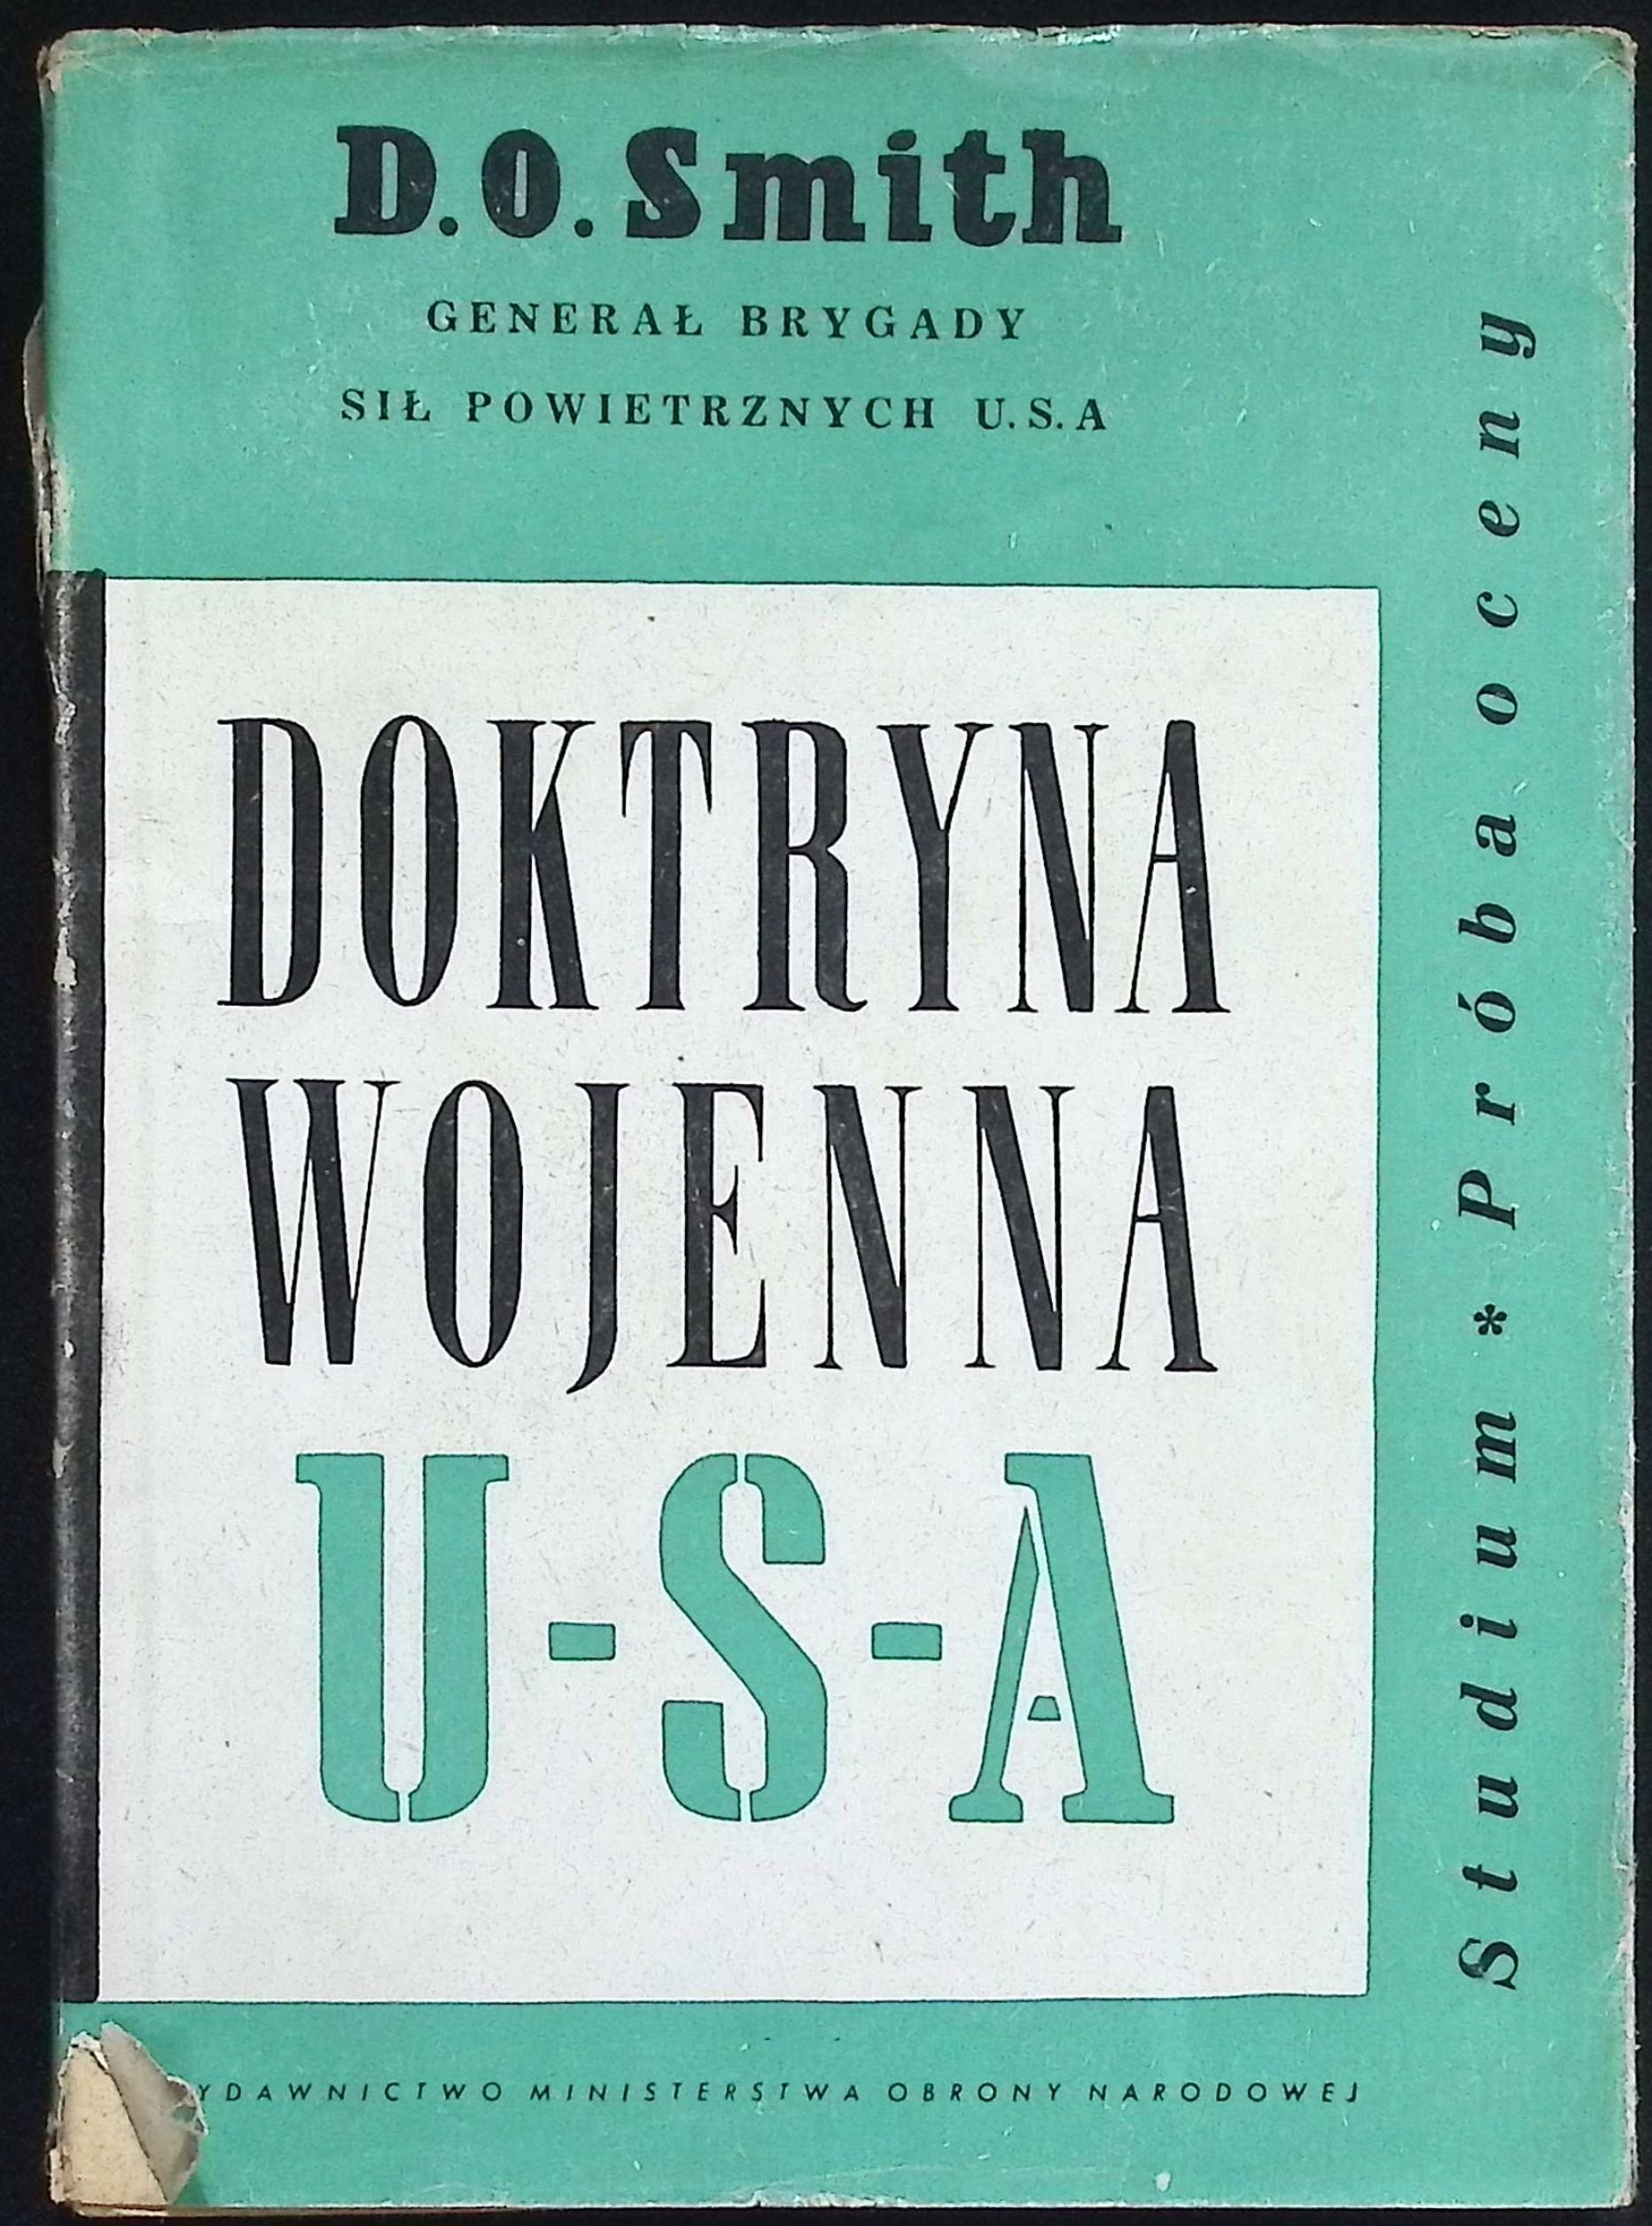 D. O. Smith
GENERAŁ BRYGADY
SIŁ POWIETRZNYCH U. S. A
DOKTRYNA
WOJENNA
U-S-A
Studium * Próba oceny
YDAWNICTWO MINISTERSTWA OBRONY NARODOWEJ